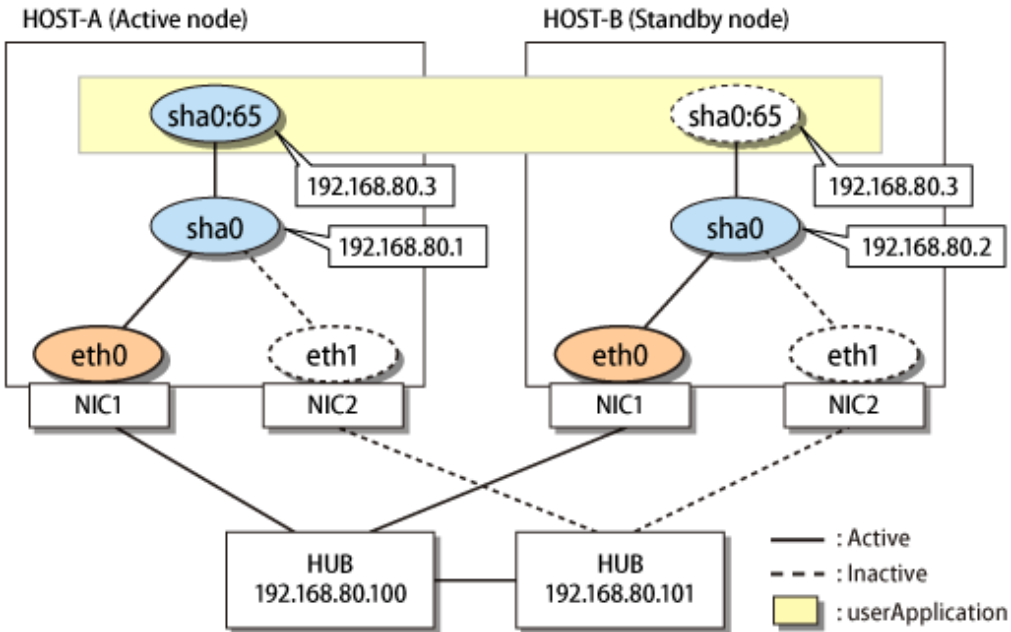 HOST-A (Active node)
HOST-B (Standby node)
sha0:65
sha0:65
192.168.80.3
192.168.80.3
sha0
192.168.80.1
sha0
192.168.80.2
eth0
eth1
eth0
eth1
NIC1
NIC2
NIC1
NIC2
HUB
192.168.80.100
HUB
192.168.80.101
: Active
: Inactive
: userApplication